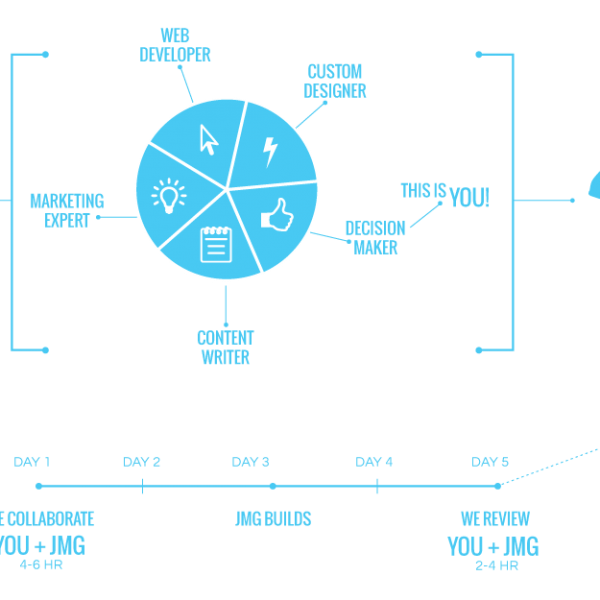 WEB
DEVELOPER
CUSTOM
DESIGNER
MARKETING
EXPERT
THIS IS YOU!
DECISION
MAKER
CONTENT
WRITER
DAY 1
DAY 2
DAY 3
DAY 4
DAY 5
E COLLABORATE
YOU + JMG
4-6 HR
JMG BUILDS
WE REVIEW
YOU + JMG
2-4 HR